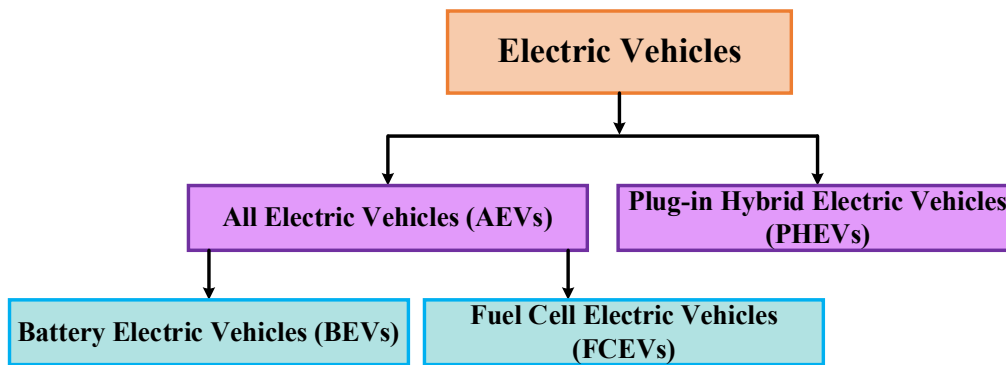 Electric Vehicles
All Electric Vehicles (AEVs)
Plug-in Hybrid Electric Vehicles
(PHEVs)
Battery Electric Vehicles (BEVs)
Fuel Cell Electric Vehicles
(FCEVs)